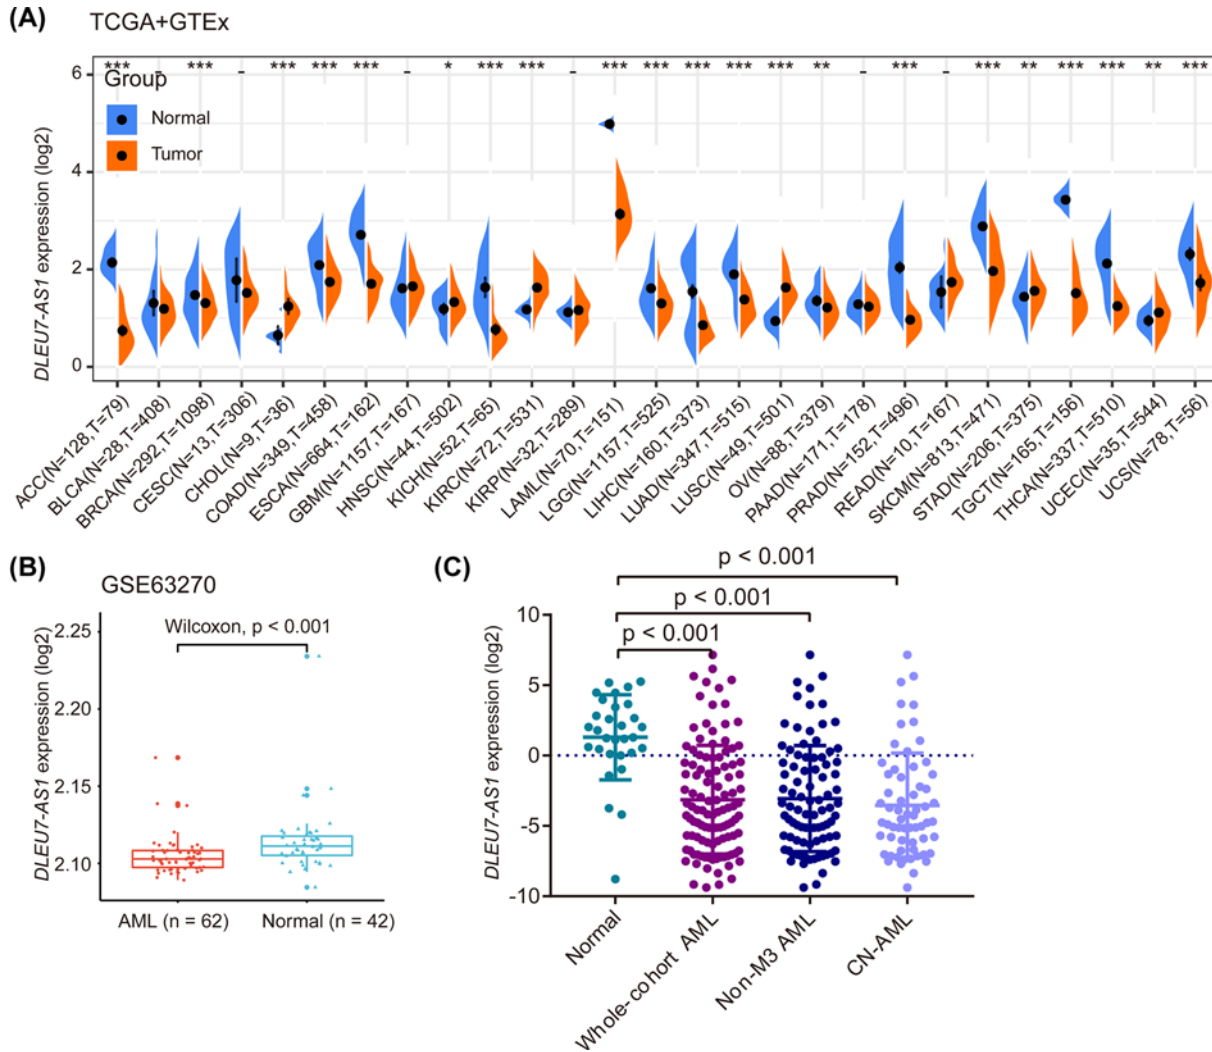 (A) TCGA+GTEx
*** - *** - *** *** *** - * *** *** - *** *** *** *** *** ** - *** - *** ** *** *** ** ***
Group
Normal
Tumor
DLEU7-AS1 expression (log2)
6
4
2
0
ACC(N=128,T=79)
BLCA(N=28,T=408)
BRCA(N=292,T=1098)
CESC(N=13,T=306)
CHOL(N=9,T=36)
COAD(N=349,T=458)
ESCA(N=664,T=162)
GBM(N=1157,T=167)
HNSC(N=44,T=502)
KICH(N=52,T=65)
KIRC(N=72,T=531)
KIRP(N=32,T=289)
LAML(N=70,T=151)
LGG(N=1157,T=525)
LIHC(N=160,T=373)
LUAD(N=347,T=515)
LUSC(N=49,T=501)
OV(N=88,T=379)
PAAD(N=171,T=178)
PRAD(N=152,T=496)
READ(N=10,T=167)
SKCM(N=813,T=471)
STAD(N=206,T=375)
TGCT(N=165,T=156)
THCA(N=337,T=510)
UCEC(N=35,T=544)
UCS(N=78,T=56)
(B) GSE63270
Wilcoxon, p < 0.001
DLEU7-AS1 expression (log2)
2.25
2.20
2.15
2.10
AML (n = 62)
Normal (n = 42)
(C)
p < 0.001
p < 0.001
p < 0.001
DLEU7-AS1 expression (log2)
10
5
0
-5
-10
Normal
Whole- cohort AML
Non-M3 AML
CN-AML